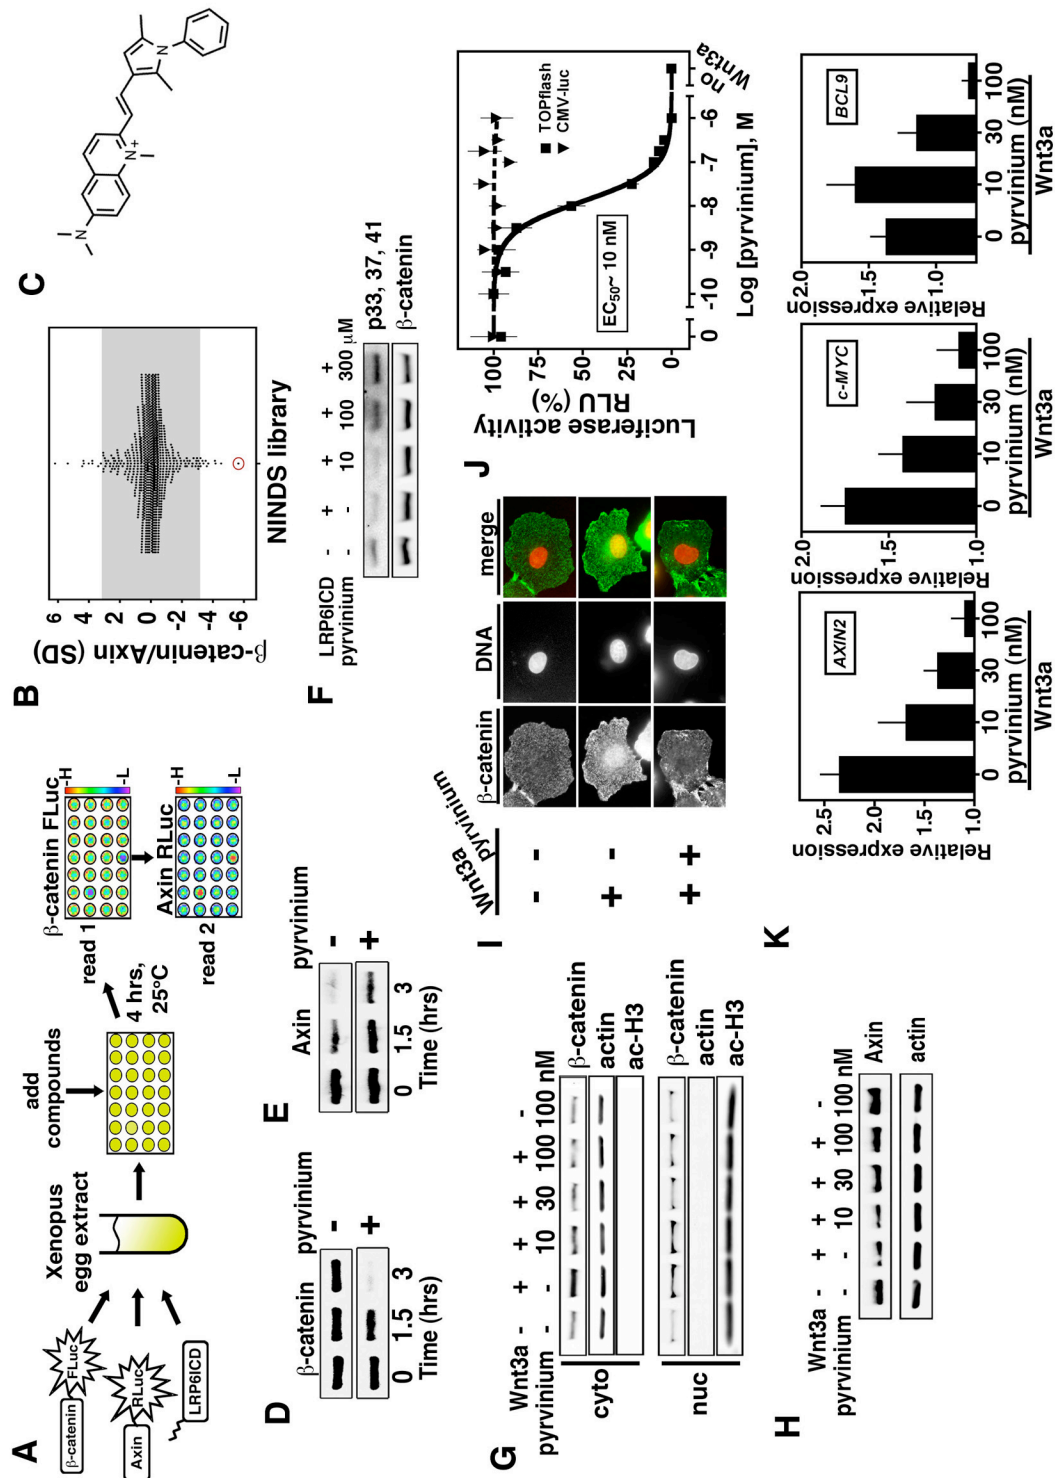 A
β-catenin
FLuc
Axin
RLuc
LRP6ICD
Xenopus
egg extract
add
compounds
4 hrs,
25ºC
β-catenin FLuc
read 1
-H
-L
Axin RLuc
read 2
-H
-L
B
β-catenin/Axin (SD)
6
4
2
0
-2
-4
-6
NINDS library
C
N
N+
N
D
β-catenin
pyrvinium
-
+
0 1.5 3
Time (hrs)
E
Axin
pyrvinium
-
+
0 1.5 3
Time (hrs)
F
LRP6ICD - + + + +
pyrvinium - - 10 100 300 µM
p33, 37, 41
β-catenin
G
Wnt3a - + + + + -
pyrvinium - - 10 30 100 100 nM
cyto
β-catenin
actin
ac-H3
nuc
β-catenin
actin
ac-H3
H
Wnt3a - + + + + -
pyrvinium - - 10 30 100 100 nM
Axin
actin
I
Wnt3a pyrvinium
β-catenin DNA merge
- -
+ -
+ +
J
Luciferase activity
RLU (%)
100
75
50
25
0
TOPflash
CMV-luc
EC50~ 10 nM
0 -10 -9 -8 -7 -6 no Wnt3a
Log [pyrvinium], M
K
Relative expression
2.5
2.0
1.5
1.0
AXIN2
0 10 30 100
pyrvinium (nM)
Wnt3a
Relative expression
2.0
1.5
1.0
c-MYC
0 10 30 100
pyrvinium (nM)
Wnt3a
Relative expression
2.0
1.5
1.0
BCL9
0 10 30 100
pyrvinium (nM)
Wnt3a